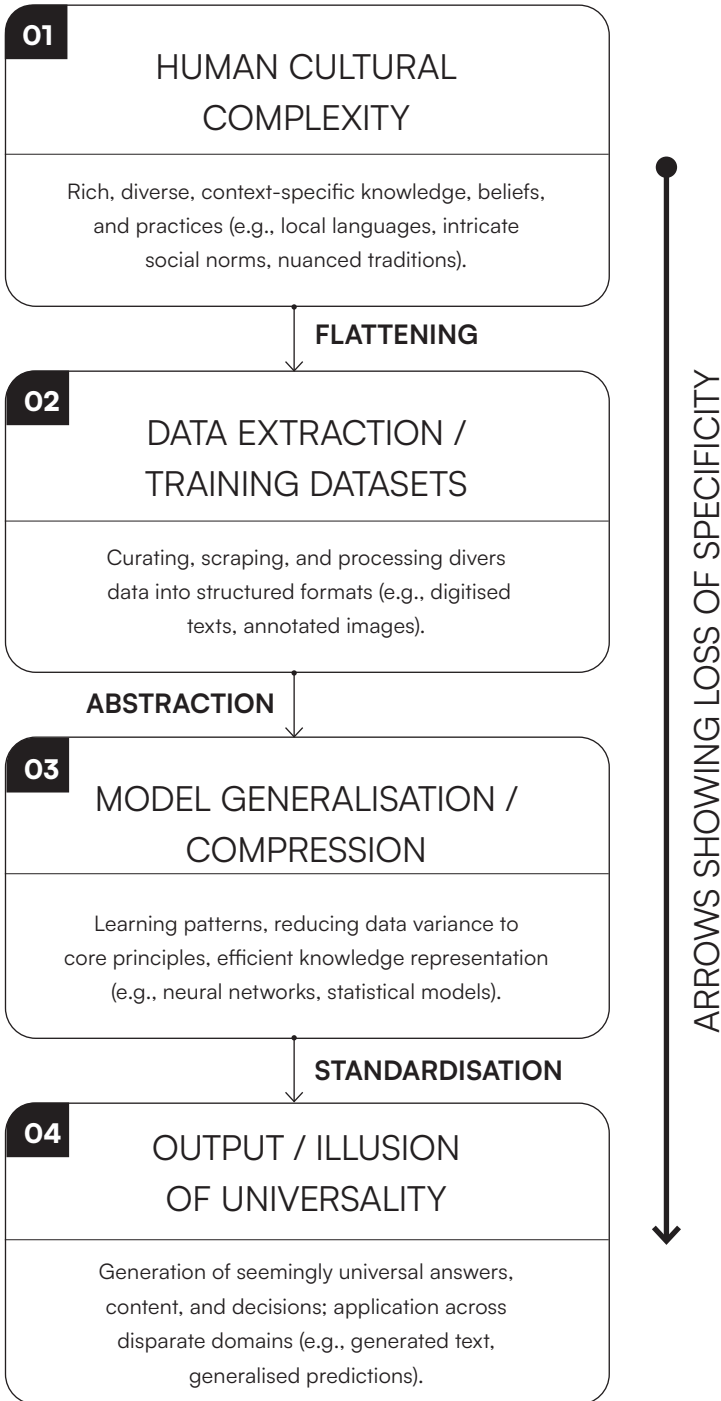 01
HUMAN CULTURAL
COMPLEXITY
Rich, diverse, context-specific knowledge, beliefs,
and practices (e.g., local languages, intricate
social norms, nuanced traditions).
FLATTENING
02
DATA EXTRACTION /
TRAINING DATASETS
Curating, scraping, and processing divers
data into structured formats (e.g., digitised
texts, annotated images).
ABSTRACTION
03
MODEL GENERALISATION /
COMPRESSION
Learning patterns, reducing data variance to
core principles, efficient knowledge representation
(e.g., neural networks, statistical models).
STANDARDISATION
04
OUTPUT / ILLUSION
OF UNIVERSALITY
Generation of seemingly universal answers,
content, and decisions; application across
disparate domains (e.g., generated text,
generalised predictions).
ARROWS SHOWING LOSS OF SPECIFICITY